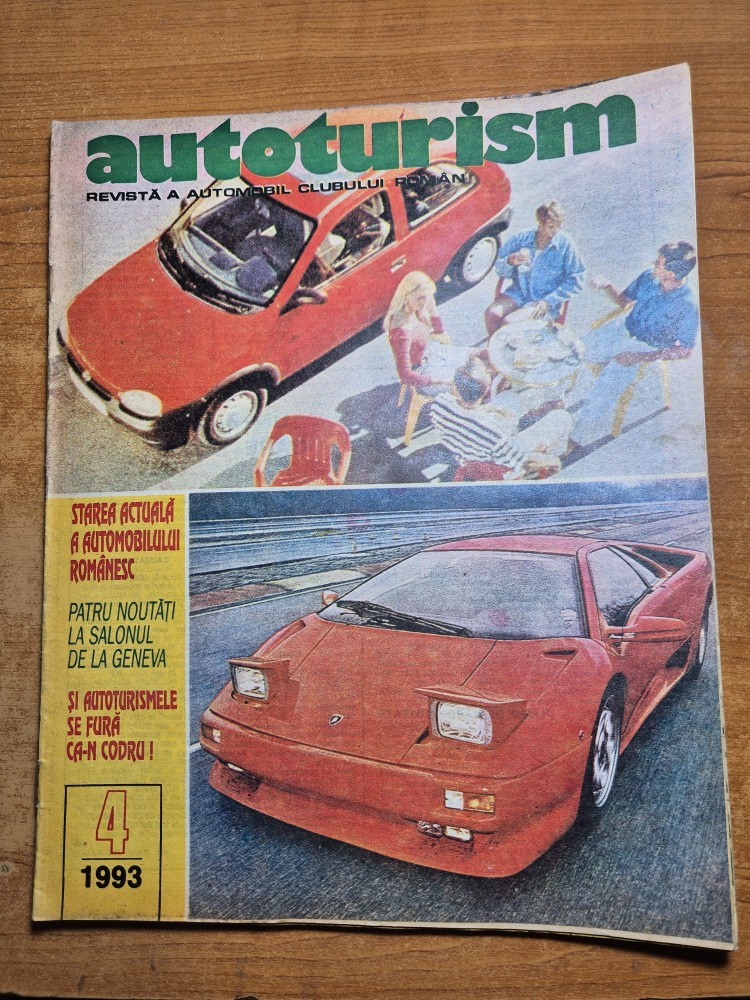 autoturism
REVISTĂ A AUTOMOBIL CLUBULUI ROMÂN
STAREA ACTUALĂ
A AUTOMOBILULUI
ROMÂNESC
PATRU NOUTĂȚI
LA SALONUL
DE LA GENEVA
ȘI AUTOTURISMELE
SE FURĂ
CA-N CODRU !
4
1993